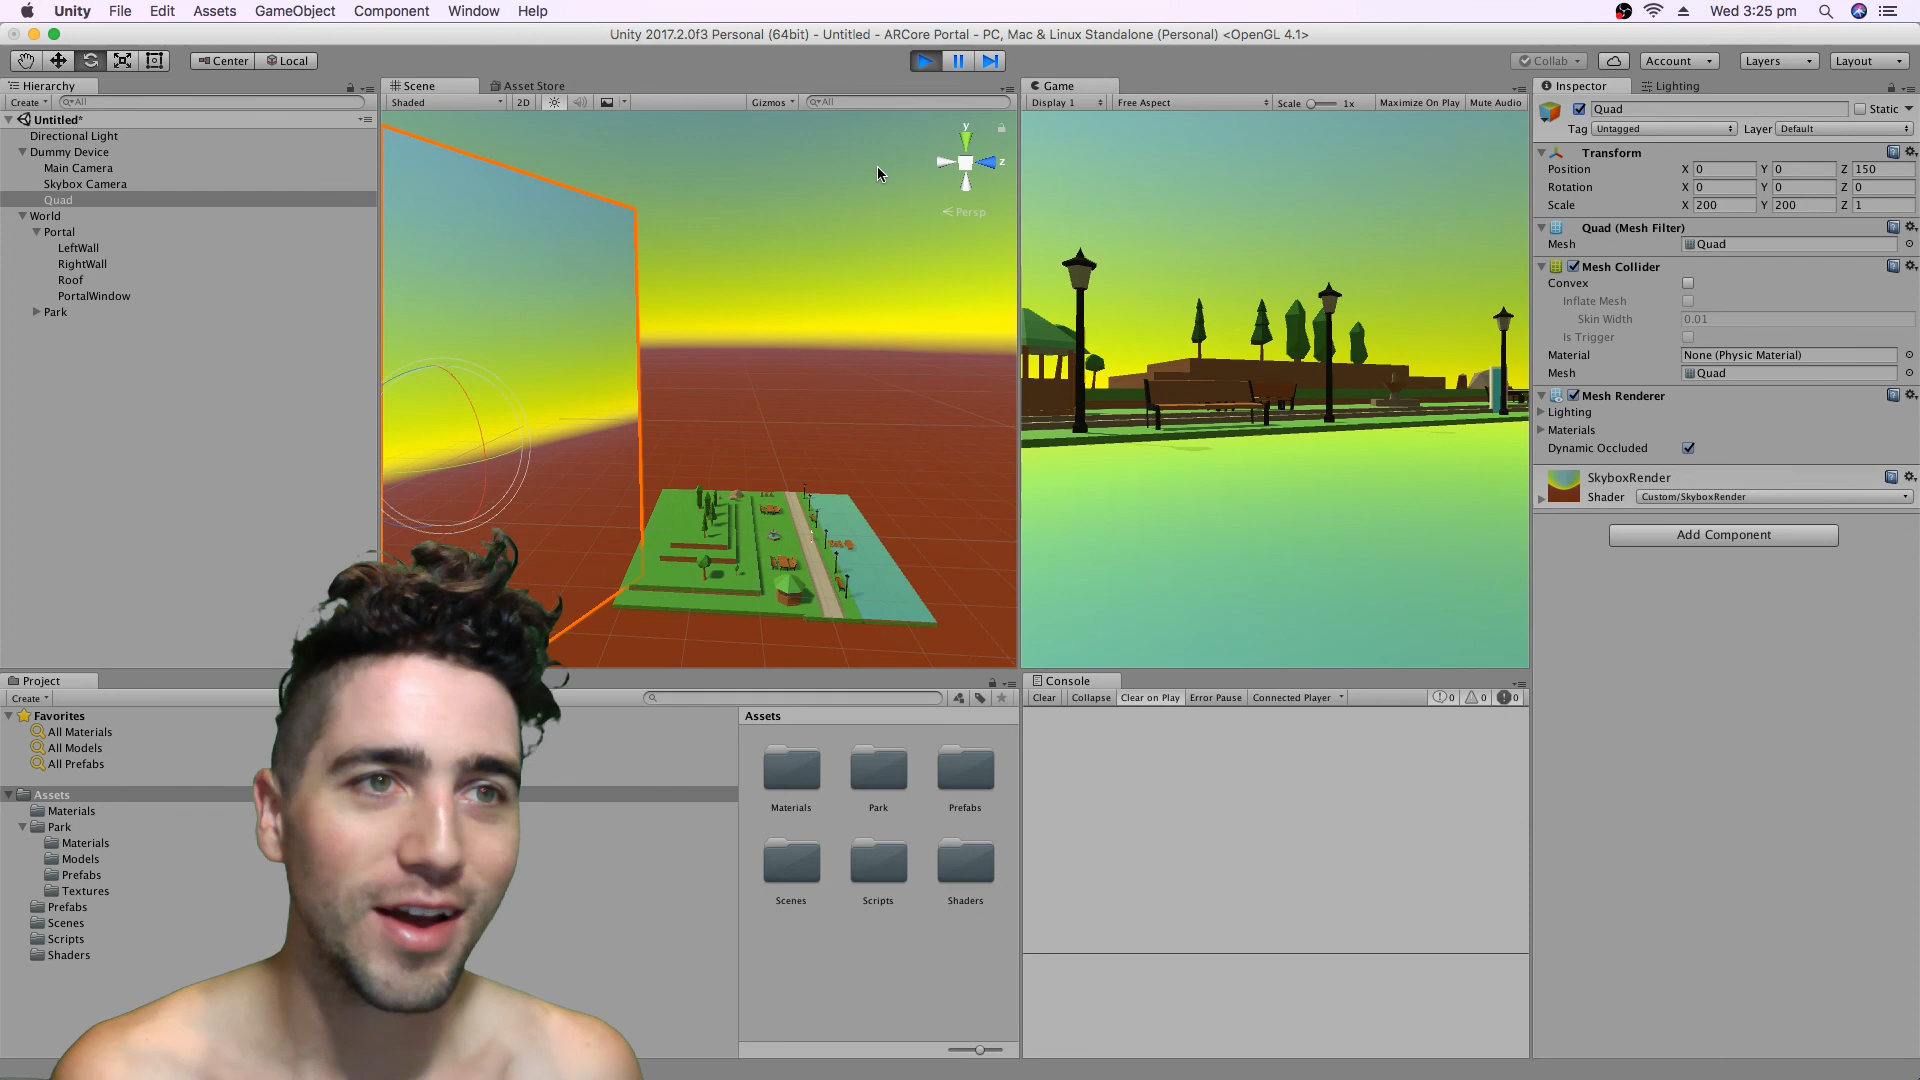 Unity File Edit Assets GameObject Component Window Help Wed 3:25 pm
Unity 2017.2.0f3 Personal (64bit) - Untitled - ARCore Portal - PC, Mac & Linux Standalone (Personal) <OpenGL 4.1>
Center Local Collab Account Layers Layout
Hierarchy
Create All
Untitled*
Directional Light
Dummy Device
Main Camera
Skybox Camera
Quad
World
Portal
LeftWall
RightWall
Roof
PortalWindow
Park
Scene Asset Store
Shaded 2D Gizmos All
y
z
Persp
Game
Display 1 Free Aspect Scale 1x Maximize On Play Mute Audio
Inspector Lighting
Quad Static
Tag Untagged Layer Default
Transform
Position X 0 Y 0 Z 150
Rotation X 0 Y 0 Z 0
Scale X 200 Y 200 Z 1
Quad (Mesh Filter)
Mesh Quad
Mesh Collider
Convex
Inflate Mesh
Skin Width 0.01
Is Trigger
Material None (Physic Material)
Mesh Quad
Mesh Renderer
Lighting
Materials
Dynamic Occluded
SkyboxRender
Shader Custom/SkyboxRender
Add Component
Project
Create
Favorites
All Materials
All Models
All Prefabs
Assets
Materials
Park
Materials
Models
Prefabs
Textures
Prefabs
Scenes
Scripts
Shaders
Assets
Materials Park Prefabs
Scenes Scripts Shaders
Console
Clear Collapse Clear on Play Error Pause Connected Player 0 0 0